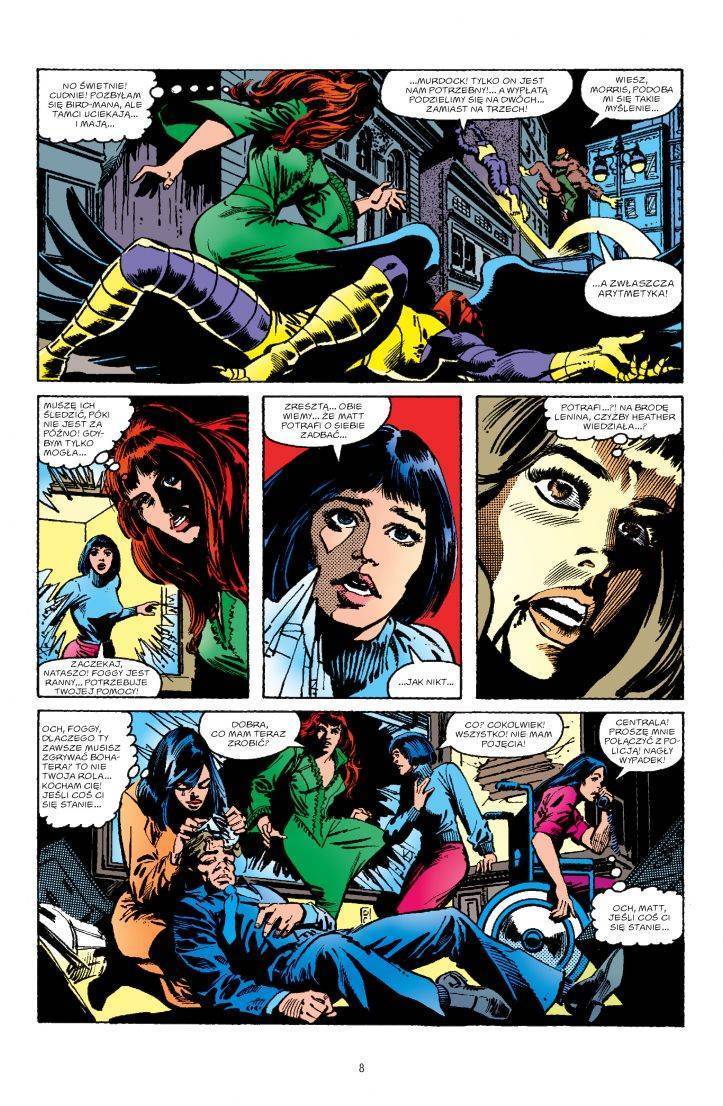 NO ŚWIETNIE!
CUDNIE! POZBYŁAM
SIĘ BIRD-MANA, ALE
TAMCI UCIEKAJĄ...
I MAJĄ...
...MURDOCK! TYLKO ON JEST
NAM POTRZEBNY!... A WYPŁATĄ
PODZIELIMY SIĘ NA DWÓCH...
ZAMIAST NA TRZECH!
WIESZ,
MORRIS, PODOBA
MI SIĘ TAKIE
MYŚLENIE...
...A ZWŁASZCZA
ARYTMETYKA!
MUSZĘ ICH
ŚLEDZIĆ, PÓKI
NIE JEST ZA
PÓŹNO! GDY-
BYM TYLKO
MOGŁA...
ZACZEKAJ,
NATASZO! FOGGY JEST
RANNY... POTRZEBUJE
TWOJEJ POMOCY!
ZRESZTĄ... OBIE
WIEMY... ŻE MATT
POTRAFI O SIEBIE
ZADBAĆ...
...JAK NIKT...
POTRAFI...?! NA BRODĘ
LENINA, CZYŻBY HEATHER
WIEDZIAŁA...?
OCH, FOGGY,
DLACZEGO TY
ZAWSZE MUSISZ
ZGRYWAĆ BOHA-
TERA? TO NIE
TWOJA ROLA...
KOCHAM CIĘ!
JEŚLI COŚ CI
SIĘ STANIE...
DOBRA,
CO MAM TERAZ
ZROBIĆ?
CO? COKOLWIEK!
WSZYSTKO! NIE MAM
POJĘCIA!
CENTRALA!
PROSZĘ MNIE
POŁĄCZYĆ Z PO-
LICJĄ! NAGŁY
WYPADEK!
OCH, MATT,
JEŚLI COŚ CI
SIĘ STANIE...
8